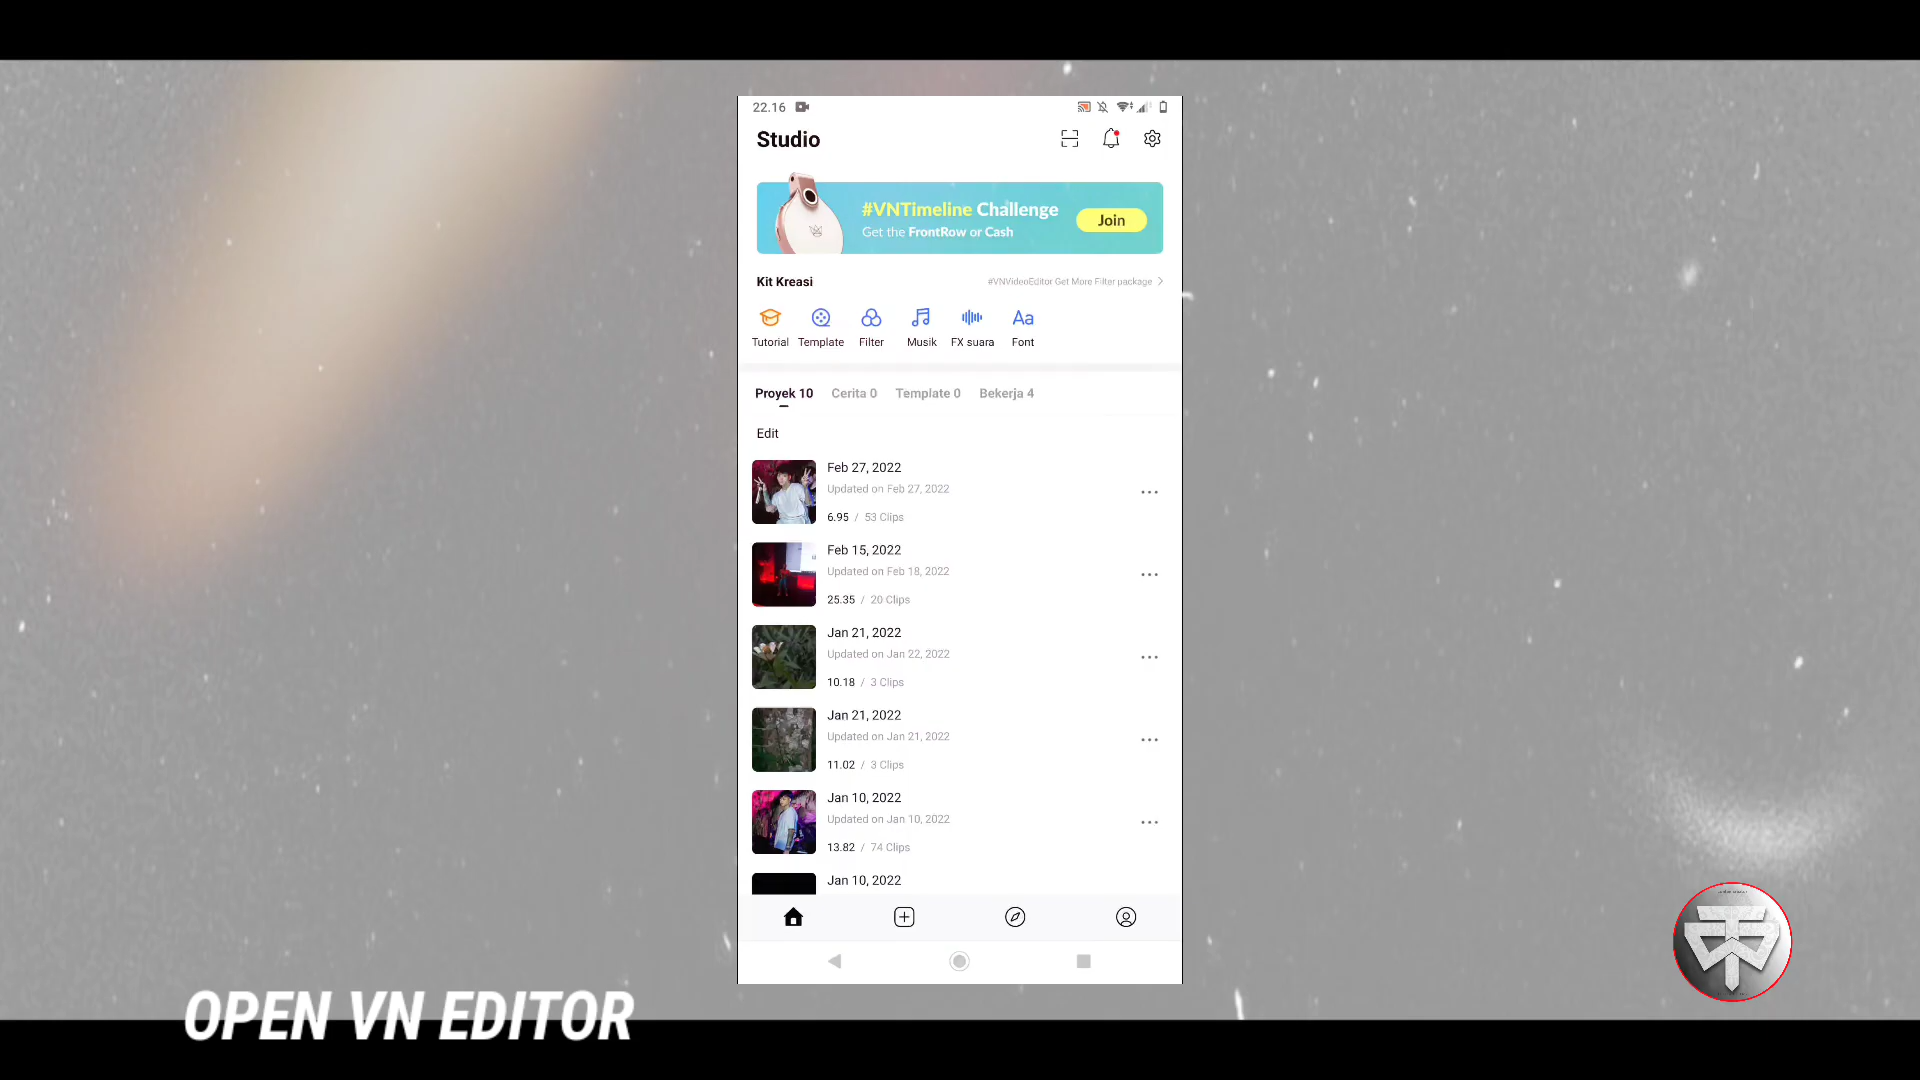 22.16
Studio
#VNTimeline Challenge
Get the FrontRow or Cash
Join
Kit Kreasi
#VNVideoEditor Get More Filter package
Aa
Tutorial Template Filter Musik FX suara Font
Proyek 10 Cerita 0 Template 0 Bekerja 4
Edit
Feb 27, 2022
Updated on Feb 27, 2022
6.95 / 53 Clips
Feb 15, 2022
Updated on Feb 18, 2022
25.35 / 20 Clips
Jan 21, 2022
Updated on Jan 22, 2022
10.18 / 3 Clips
Jan 21, 2022
Updated on Jan 21, 2022
11.02 / 3 Clips
Jan 10, 2022
Updated on Jan 10, 2022
13.82 / 74 Clips
Jan 10, 2022
OPEN VN EDITOR